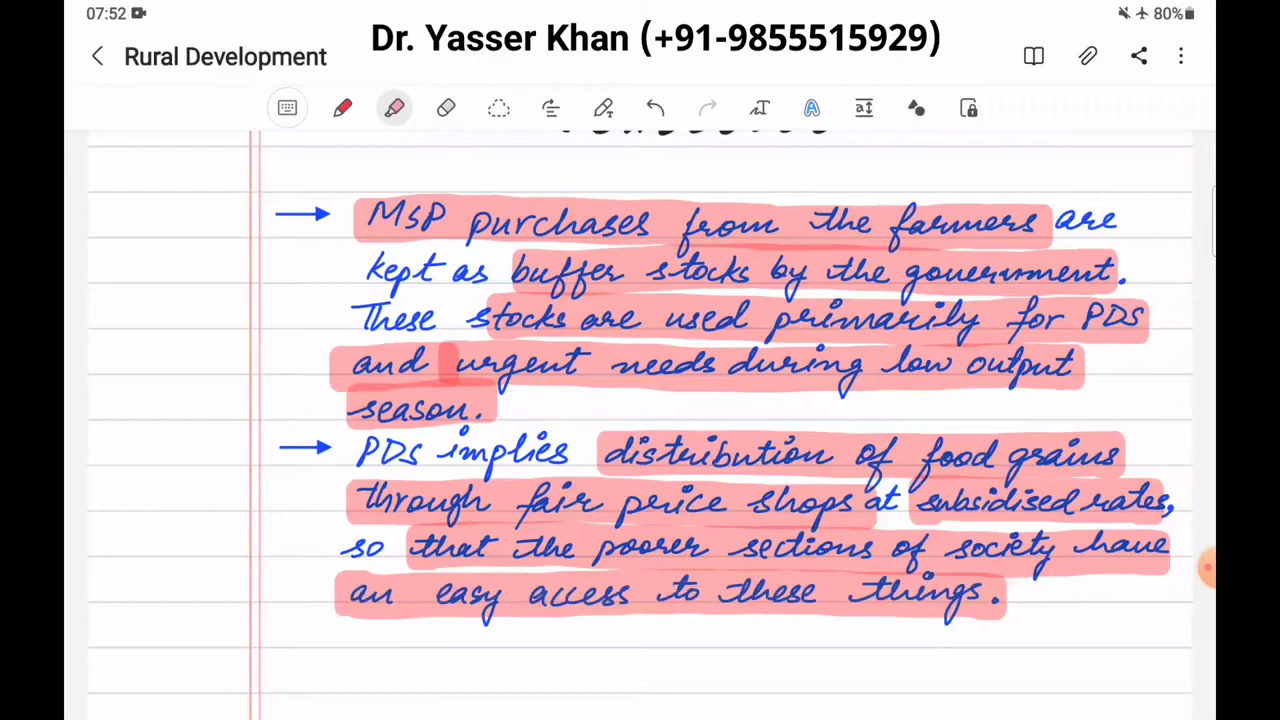 07:52
80%
Dr. Yasser Khan (+91-9855515929)
Rural Development
MSP purchases from the farmers are
kept as buffer stocks by the government.
These stocks are used primarily for PDS
and urgent needs during low output
season.
PDS implies distribution of food grains
through fair price shops at subsidised rates,
so that the poorer sections of society have
an easy access to these things.